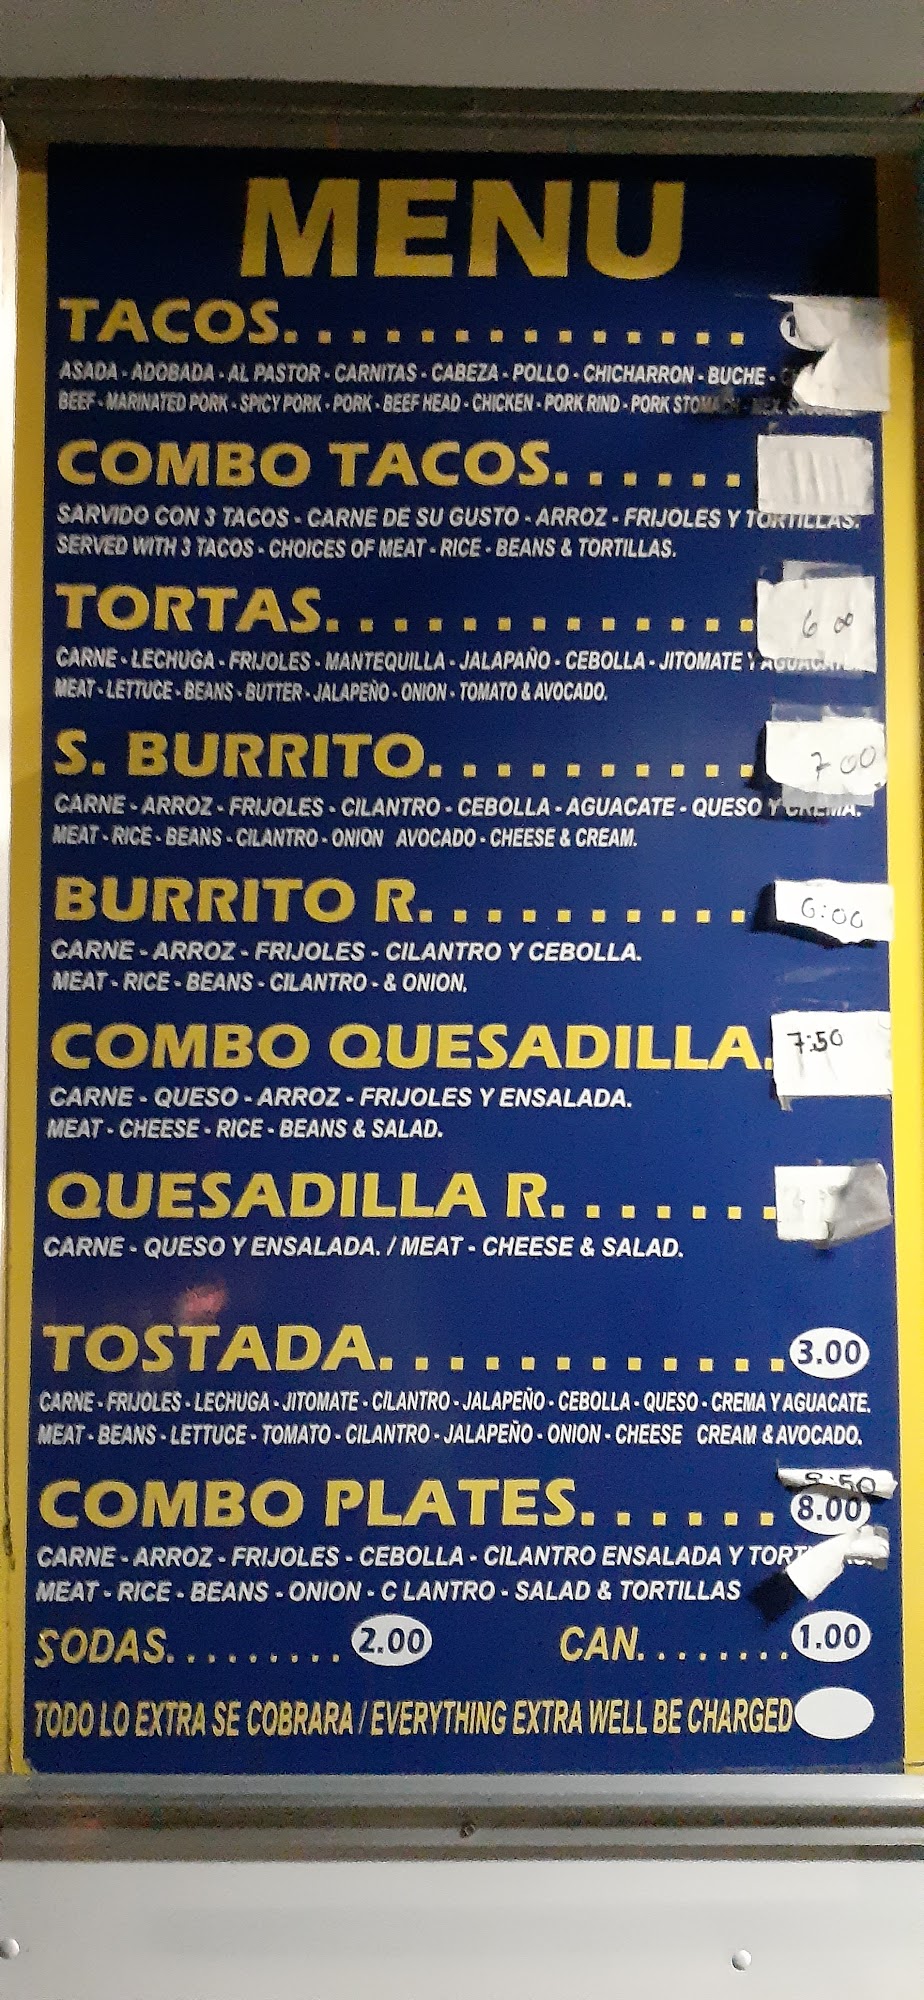 MENU
TACOS...............
ASADA - ADOBADA - AL PASTOR - CARNITAS - CABEZA - POLLO - CHICHARRON - BUCHE -
BEEF - MARINATED PORK - SPICY PORK - PORK - BEEF HEAD - CHICKEN - PORK RIND - PORK STOMACH - MEX.
COMBO TACOS......
SARVIDO CON 3 TACOS - CARNE DE SU GUSTO - ARROZ - FRIJOLES Y TORTILLAS.
SERVED WITH 3 TACOS - CHOICES OF MEAT - RICE - BEANS & TORTILLAS.
TORTAS............. 6 00
CARNE - LECHUGA - FRIJOLES - MANTEQUILLA - JALAPAÑO - CEBOLLA - JITOMATE Y AGUACATE.
MEAT - LETTUCE - BEANS - BUTTER - JALAPEÑO - ONION - TOMATO & AVOCADO.
S. BURRITO.......... 7 00
CARNE - ARROZ - FRIJOLES - CILANTRO - CEBOLLA - AGUACATE - QUESO Y CREMA.
MEAT - RICE - BEANS - CILANTRO - ONION AVOCADO - CHEESE & CREAM.
BURRITO R.......... 6:00
CARNE - ARROZ - FRIJOLES - CILANTRO Y CEBOLLA.
MEAT - RICE - BEANS - CILANTRO - & ONION.
COMBO QUESADILLA. 7:50
CARNE - QUESO - ARROZ - FRIJOLES Y ENSALADA.
MEAT - CHEESE - RICE - BEANS & SALAD.
QUESADILLA R.......
CARNE - QUESO Y ENSALADA. / MEAT - CHEESE & SALAD.
TOSTADA............ 3.00
CARNE - FRIJOLES - LECHUGA - JITOMATE - CILANTRO - JALAPEÑO - CEBOLLA - QUESO - CREMA Y AGUACATE.
MEAT - BEANS - LETTUCE - TOMATO - CILANTRO - JALAPEÑO - ONION - CHEESE CREAM & AVOCADO.
8:50
COMBO PLATES...... 8.00
CARNE - ARROZ - FRIJOLES - CEBOLLA - CILANTRO ENSALADA Y
MEAT - RICE - BEANS - ONION - C LANTRO - SALAD & TORTILLAS
SODAS......... 2.00 CAN........ 1.00
TODO LO EXTRA SE COBRARA / EVERYTHING EXTRA WELL BE CHARGED